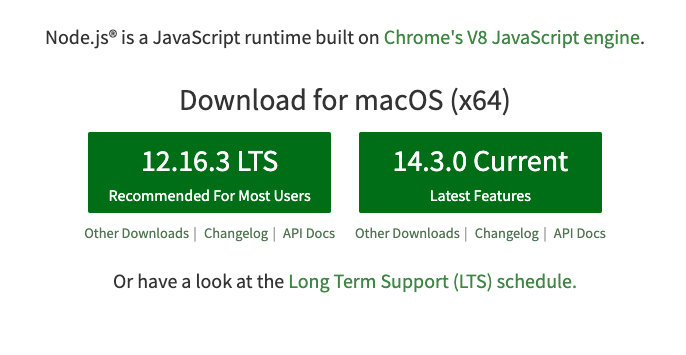 Node.js® is a JavaScript runtime built on Chrome's V8 JavaScript engine.
Download for macOS (x64)
12.16.3 LTS
Recommended For Most Users
14.3.0 Current
Latest Features
Other Downloads | Changelog | API Docs
Other Downloads | Changelog | API Docs
Or have a look at the Long Term Support (LTS) schedule.